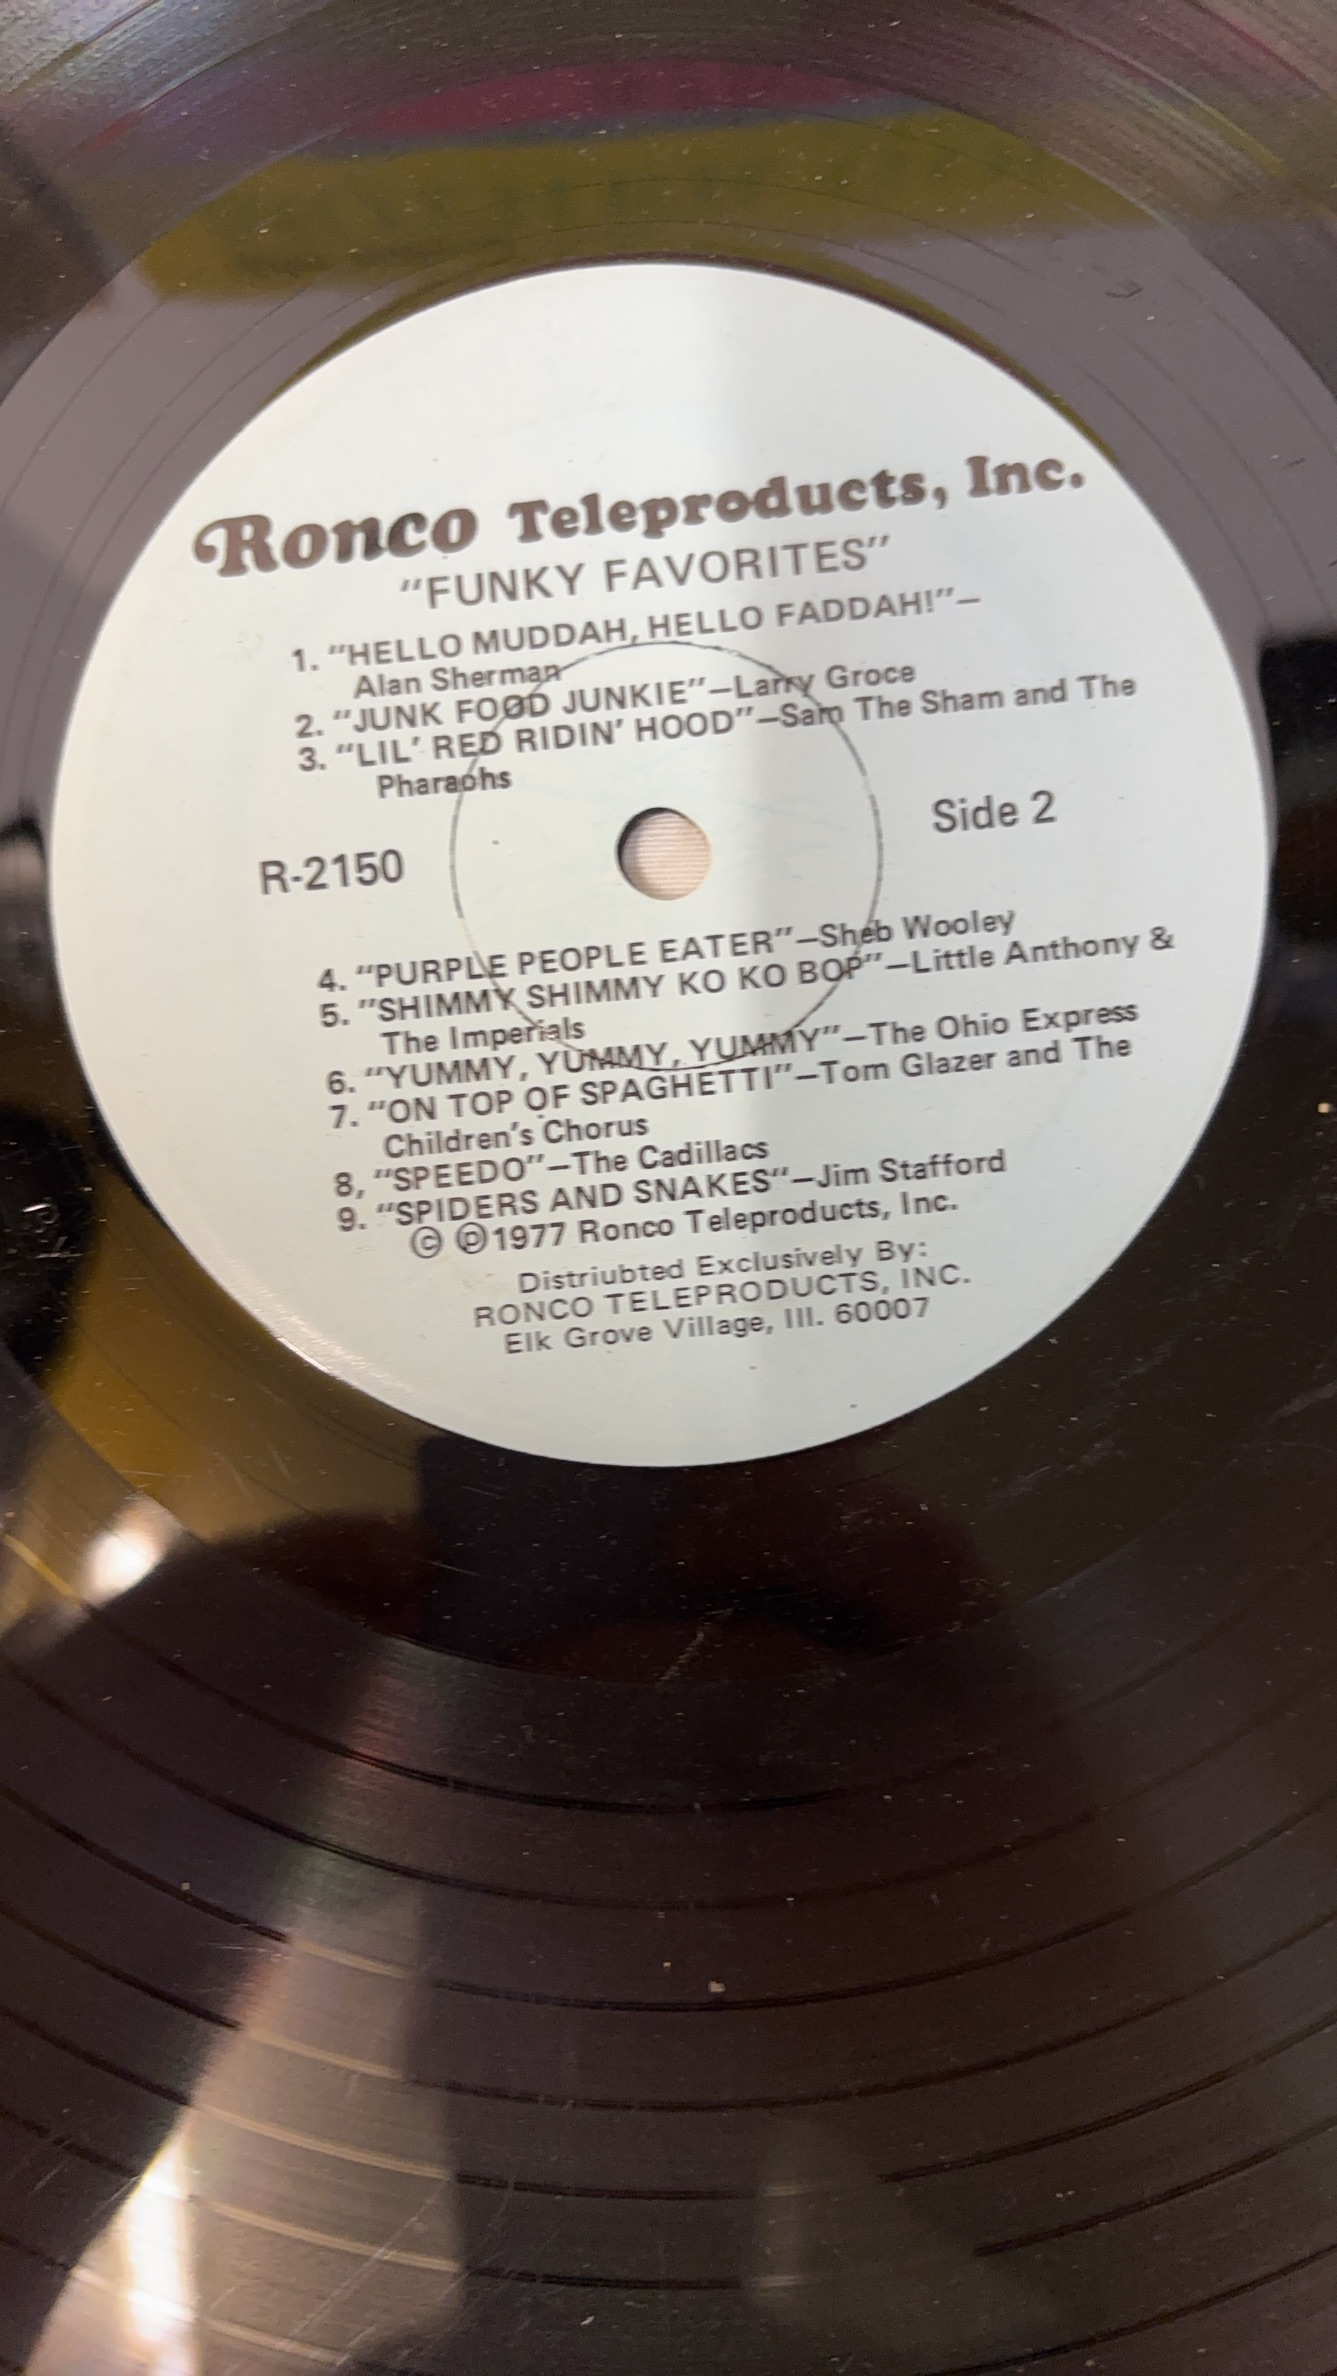 Ronco Teleproducts, Inc.
"FUNKY FAVORITES"
1. "HELLO MUDDAH, HELLO FADDAH!"—
Alan Sherman
2. "JUNK FOOD JUNKIE"—Larry Groce
3. "LIL' RED RIDIN' HOOD"—Sam The Sham and The
Pharaohs
R-2150
Side 2
4. "PURPLE PEOPLE EATER"—Sheb Wooley
5. "SHIMMY SHIMMY KO KO BOP"—Little Anthony &
The Imperials
6. "YUMMY, YUMMY, YUMMY"—The Ohio Express
7. "ON TOP OF SPAGHETTI"—Tom Glazer and The
Children's Chorus
8, "SPEEDO"—The Cadillacs
9. "SPIDERS AND SNAKES"—Jim Stafford
© ℗1977 Ronco Teleproducts, Inc.
Distriubted Exclusively By:
RONCO TELEPRODUCTS, INC.
Elk Grove Village, Ill. 60007